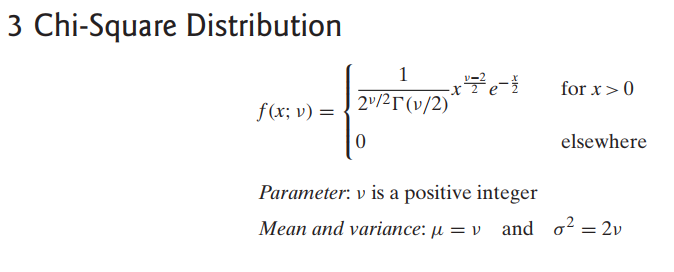 3 Chi-Square Distribution
f(x; ν) = { 1 / (2^{ν/2}Γ(ν/2)) x^{(ν−2)/2} e^{−x/2} for x > 0
0 elsewhere
Parameter: ν is a positive integer
Mean and variance: μ = ν and σ² = 2ν